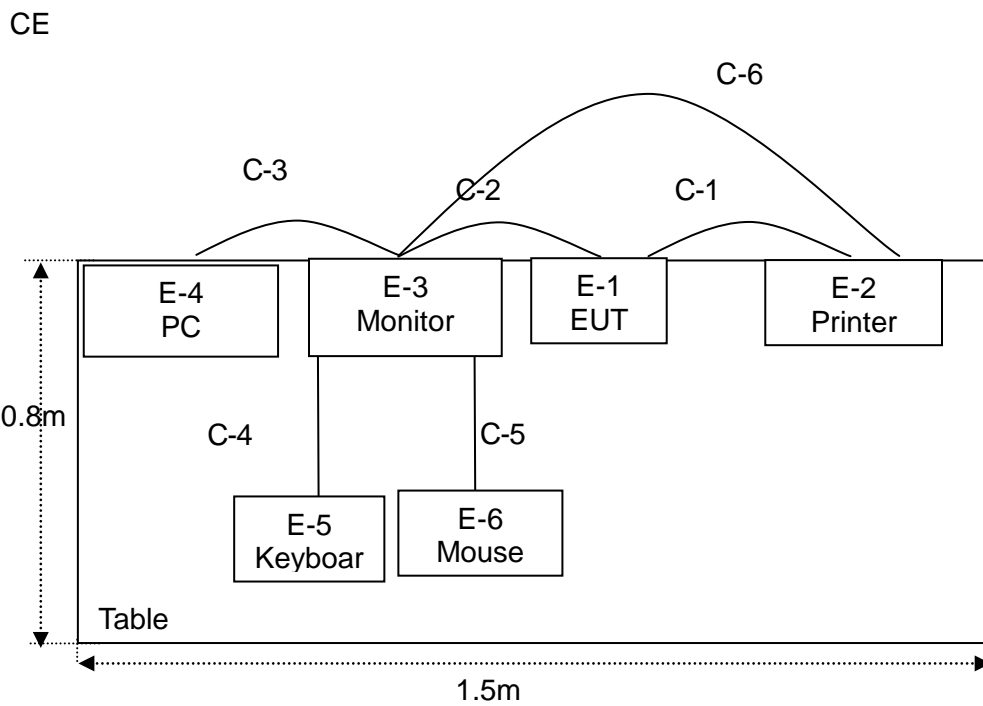 CE
C-6
C-3
C-2
C-1
E-4
PC
E-3
Monitor
E-1
EUT
E-2
Printer
0.8m
C-4
C-5
E-5
Keyboar
E-6
Mouse
Table
1.5m